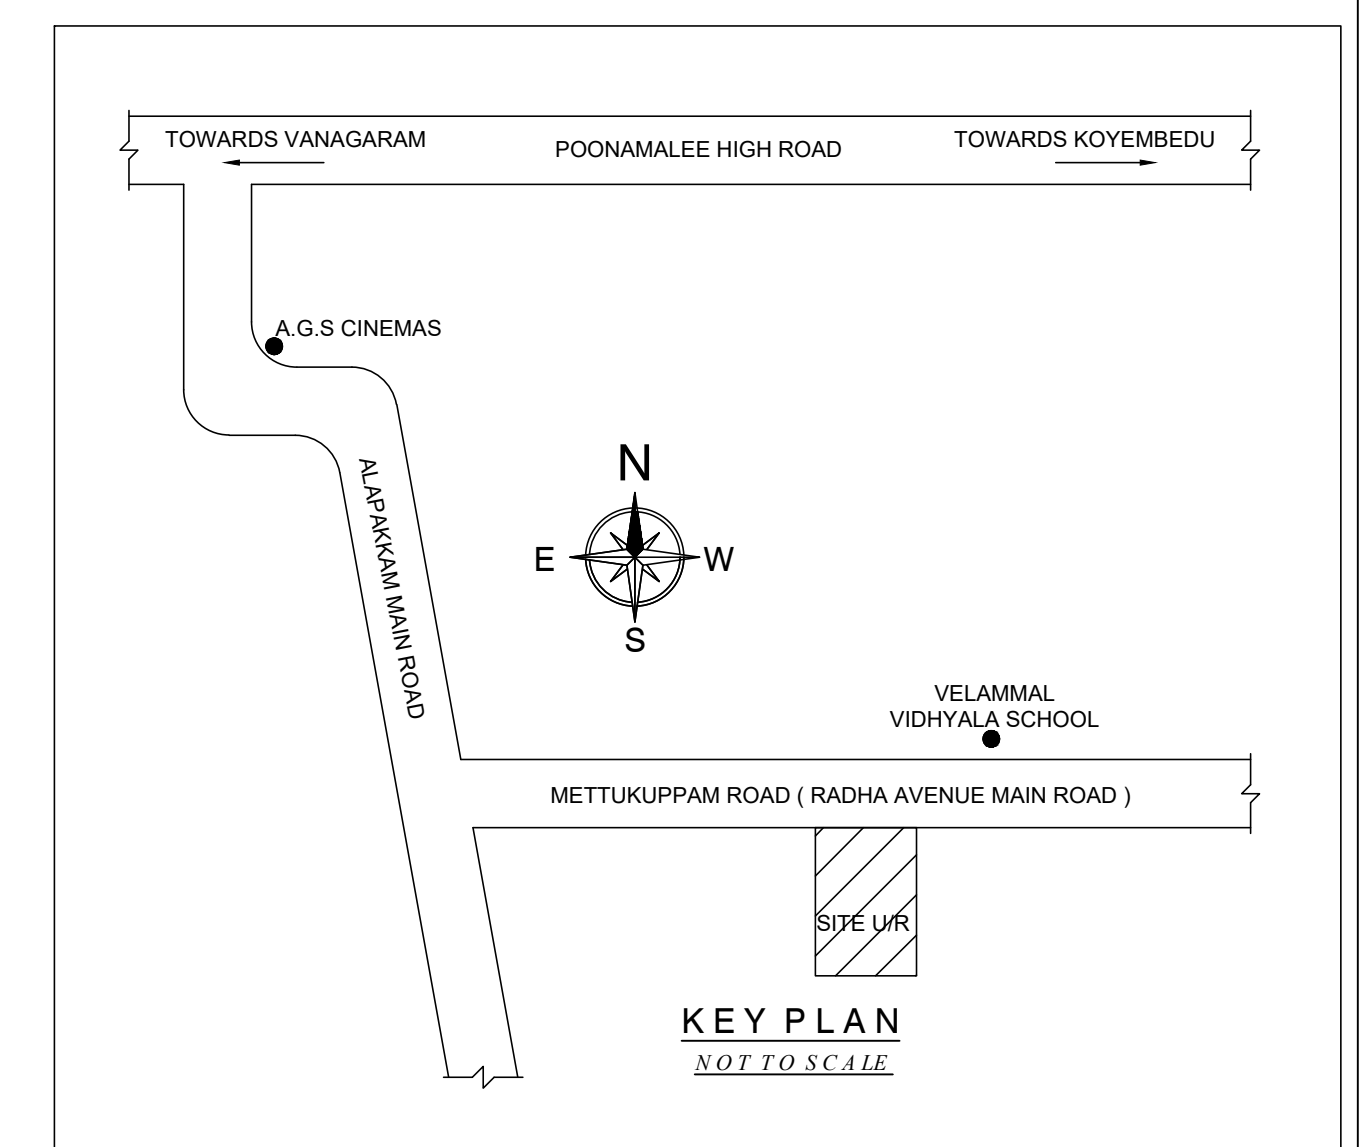 TOWARDS VANAGARAM
POONAMALEE HIGH ROAD
TOWARDS KOYEMBEDU
A.G.S CINEMAS
ALAPAKKAM MAIN ROAD
N
E
W
S
VELAMMAL
VIDHYALA SCHOOL
METTUKUPPAM ROAD ( RADHA AVENUE MAIN ROAD )
SITE U/R
KEY PLAN
NOT TO SCALE